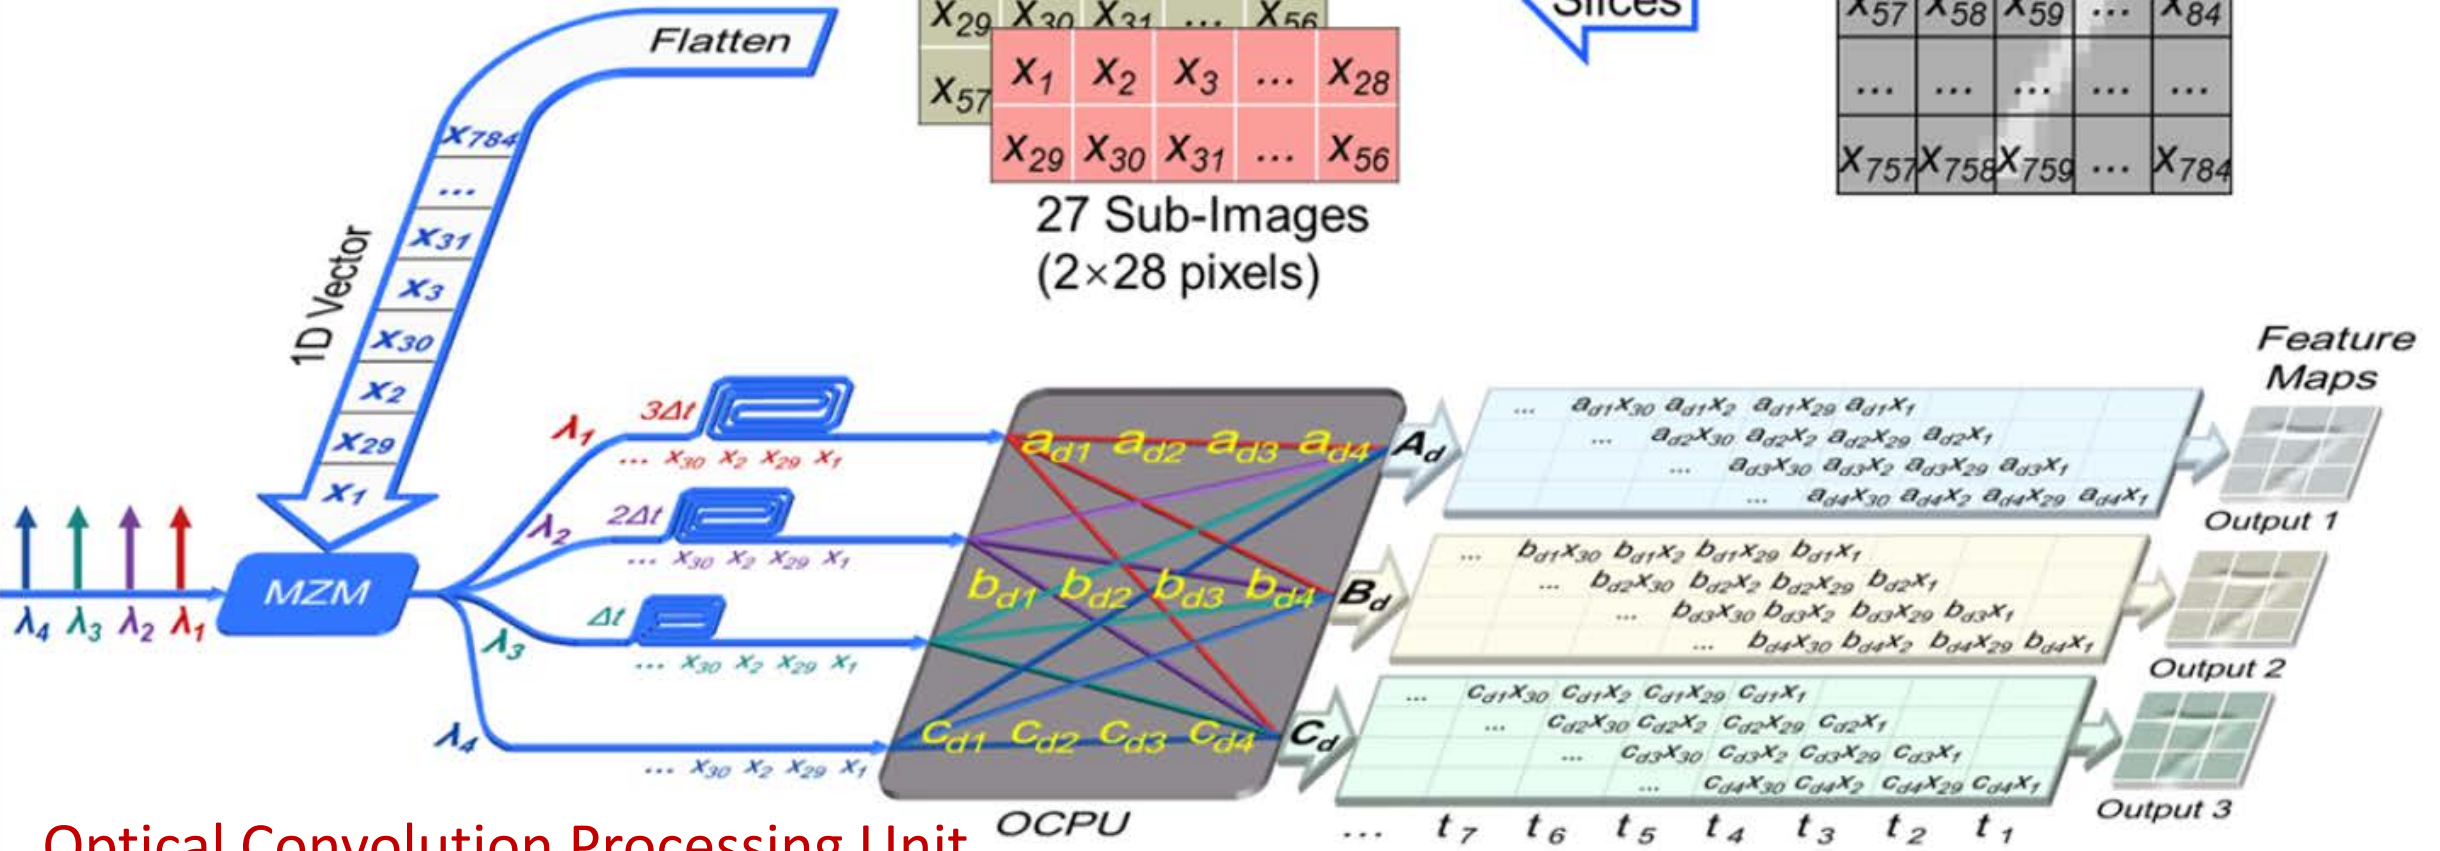 Flatten
X29 X30 X31 ... X56
X57
X1 X2 X3 ... X28
X29 X30 X31 ... X56
27 Sub-Images
(2×28 pixels)
Slices
X57 X58 X59 ... X84
... ... ... ... ...
X757 X758 X759 ... X784
1D Vector
X784
...
X31
X3
X30
X2
X29
X1
λ4 λ3 λ2 λ1
MZM
λ1 3Δt
... X30 X2 X29 X1
λ2 2Δt
... X30 X2 X29 X1
λ3 Δt
... X30 X2 X29 X1
λ4
... X30 X2 X29 X1
ad1 ad2 ad3 ad4
bd1 bd2 bd3 bd4
cd1 cd2 cd3 cd4
OCPU
Ad
... ad1X30 ad1X2 ad1X29 ad1X1
... ad2X30 ad2X2 ad2X29 ad2X1
... ad3X30 ad3X2 ad3X29 ad3X1
... ad4X30 ad4X2 ad4X29 ad4X1
Bd
... bd1X30 bd1X2 bd1X29 bd1X1
... bd2X30 bd2X2 bd2X29 bd2X1
... bd3X30 bd3X2 bd3X29 bd3X1
... bd4X30 bd4X2 bd4X29 bd4X1
Cd
... cd1X30 cd1X2 cd1X29 cd1X1
... cd2X30 cd2X2 cd2X29 cd2X1
... cd3X30 cd3X2 cd3X29 cd3X1
... cd4X30 cd4X2 cd4X29 cd4X1
... t7 t6 t5 t4 t3 t2 t1
Feature
Maps
Output 1
Output 2
Output 3
Optical Convolution Processing Unit